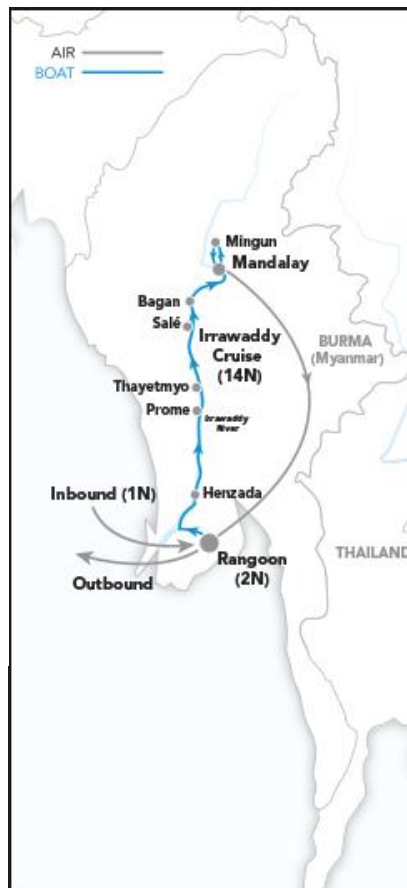 AIR
BOAT
Mingun
Mandalay
Bagan
Salé
Irrawaddy
Cruise
(14N)
BURMA
(Myanmar)
Thayetmyo
Prome
Irrawaddy
River
Inbound (1N)
Henzada
Outbound
Rangoon
(2N)
THAILAND